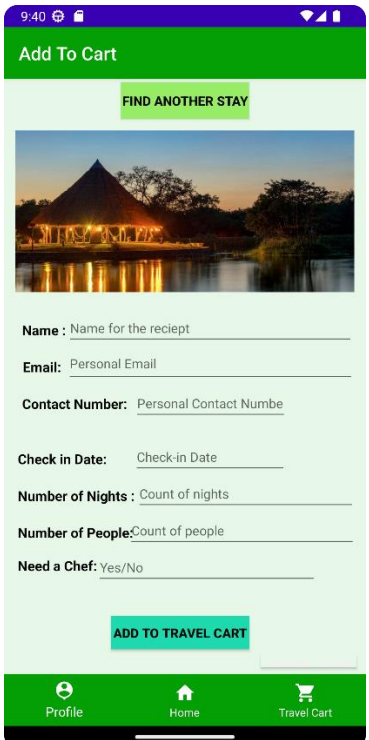 9:40
Add To Cart
FIND ANOTHER STAY
Name : Name for the reciept
Email: Personal Email
Contact Number: Personal Contact Numbe
Check in Date: Check-in Date
Number of Nights : Count of nights
Number of People: Count of people
Need a Chef: Yes/No
ADD TO TRAVEL CART
Profile Home Travel Cart